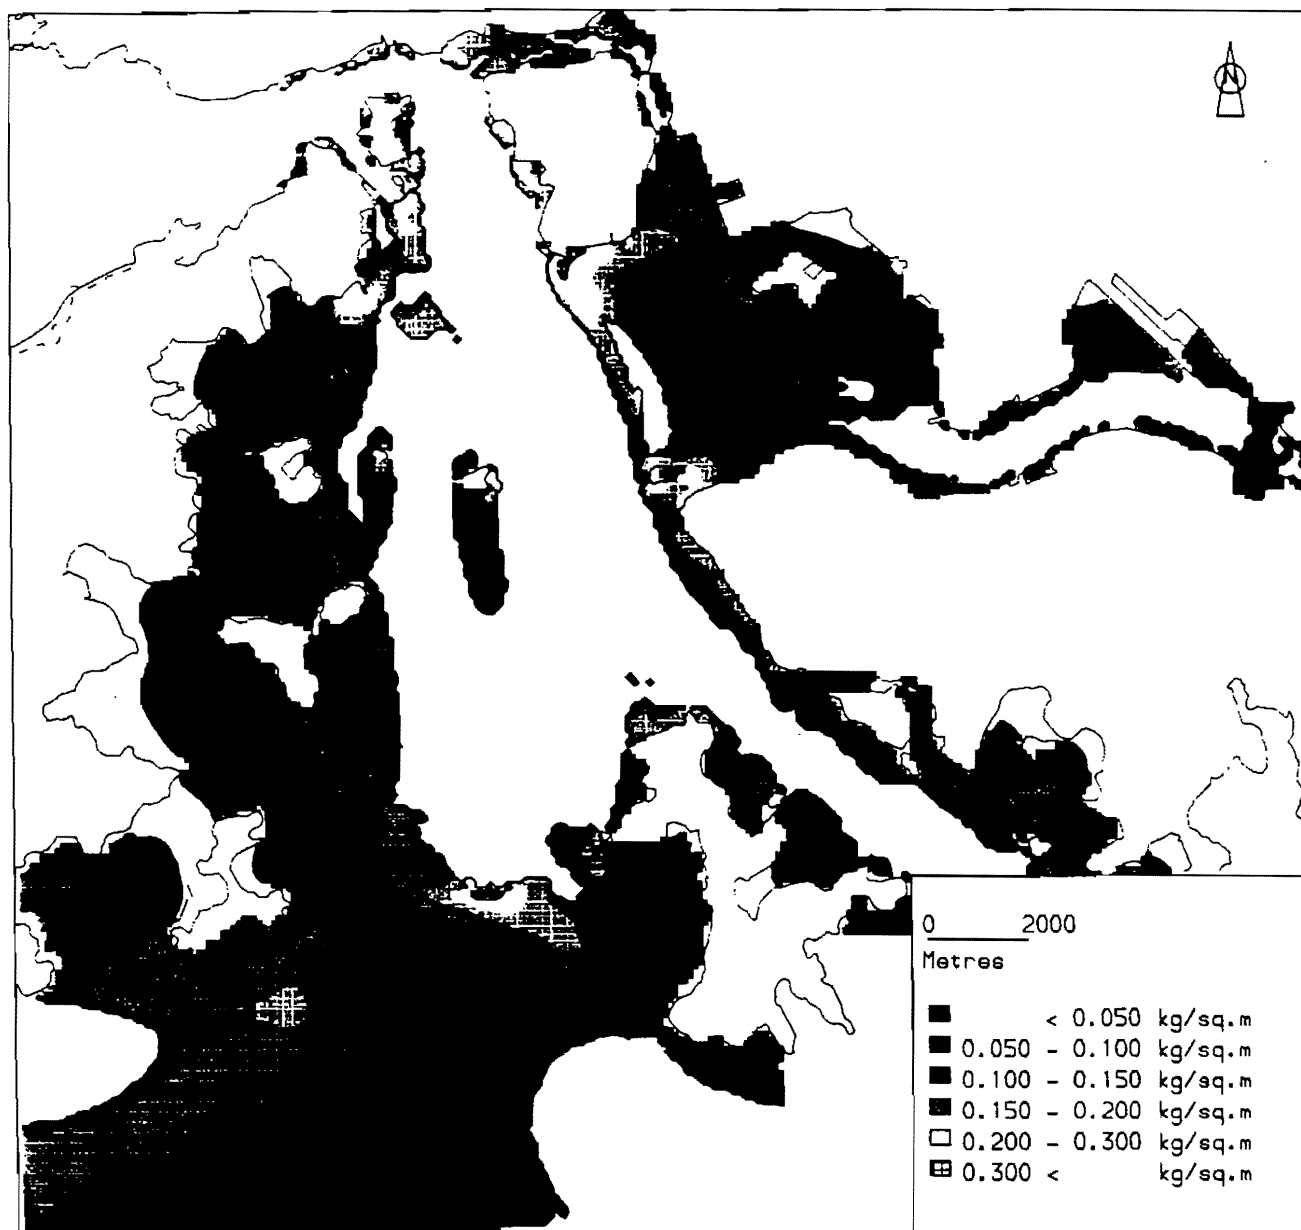 N
0 2000
Metres
< 0.050 kg/sq.m
0.050 - 0.100 kg/sq.m
0.100 - 0.150 kg/sq.m
0.150 - 0.200 kg/sq.m
0.200 - 0.300 kg/sq.m
0.300 < kg/sq.m